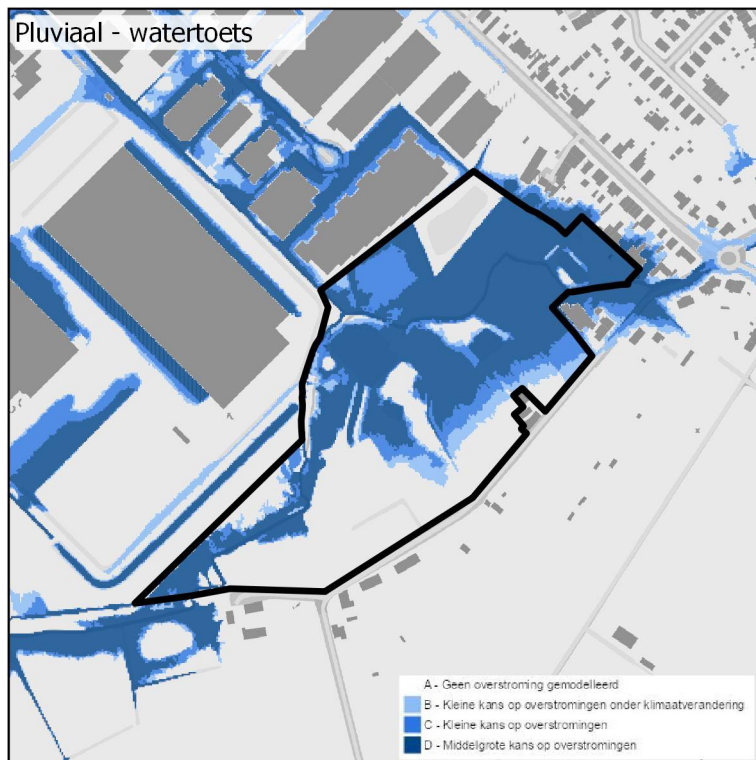 Pluviaal - watertoets
A - Geen overstroming gemodelleerd
B - Kleine kans op overstromingen onder klimaatverandering
C - Kleine kans op overstromingen
D - Middelgrote kans op overstromingen